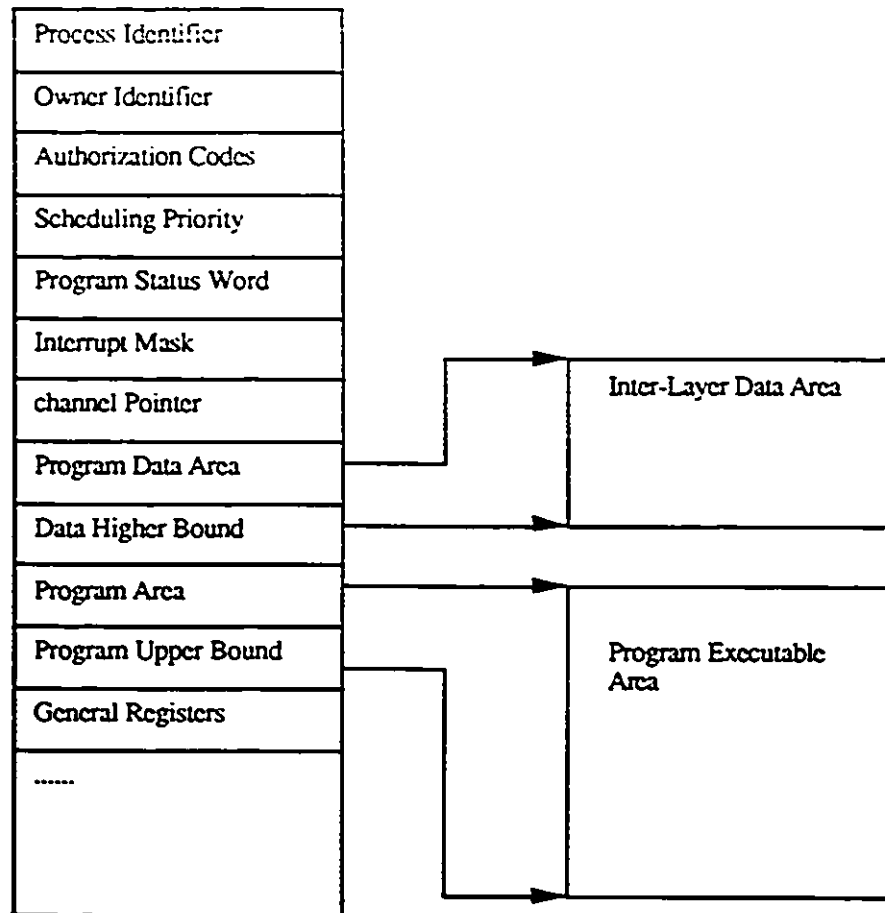 Process Identifier
Owner Identifier
Authorization Codes
Scheduling Priority
Program Status Word
Interrupt Mask
channel Pointer
Program Data Area
Data Higher Bound
Program Area
Program Upper Bound
General Registers
......
Inter-Layer Data Area
Program Executable
Area